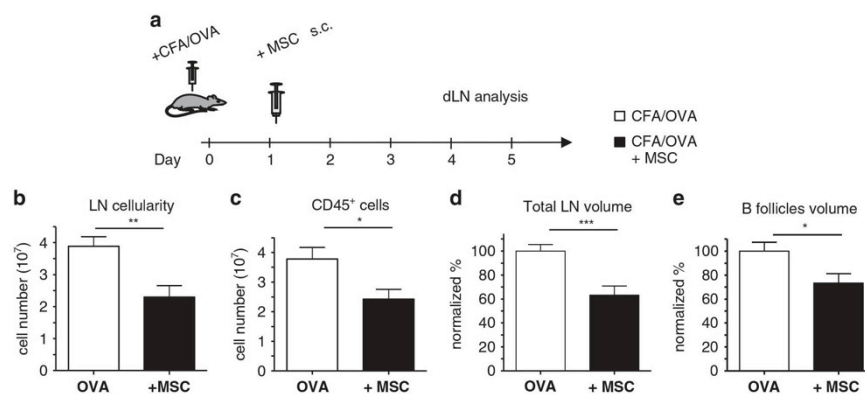 a
+CFA/OVA
+ MSC s.c.
dLN analysis
CFA/OVA
CFA/OVA
+ MSC
Day 0 1 2 3 4 5
b
LN cellularity
**
cell number (10⁷)
4
3
2
1
0
OVA +MSC
c
CD45⁺ cells
*
cell number (10⁷)
4
3
2
1
0
OVA + MSC
d
Total LN volume
***
normalized %
100
80
60
40
20
0
OVA + MSC
e
B follicles volume
*
normalized %
100
80
60
40
20
0
OVA + MSC